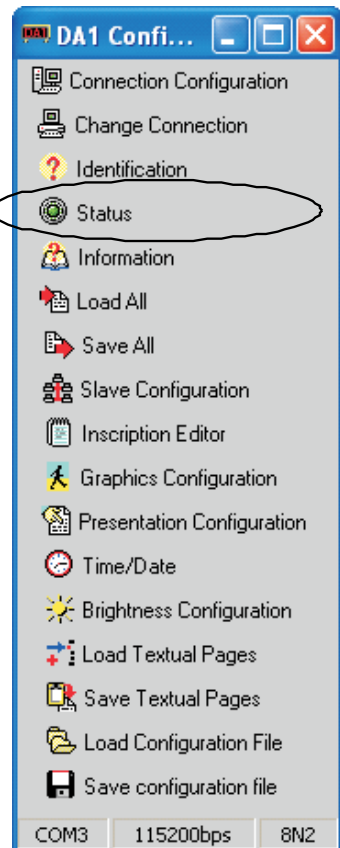 DA1 DA1 Confi...
Connection Configuration
Change Connection
Identification
Status
Information
Load All
Save All
Slave Configuration
Inscription Editor
Graphics Configuration
Presentation Configuration
Time/Date
Brightness Configuration
Load Textual Pages
Save Textual Pages
Load Configuration File
Save configuration file
COM3 115200bps 8N2